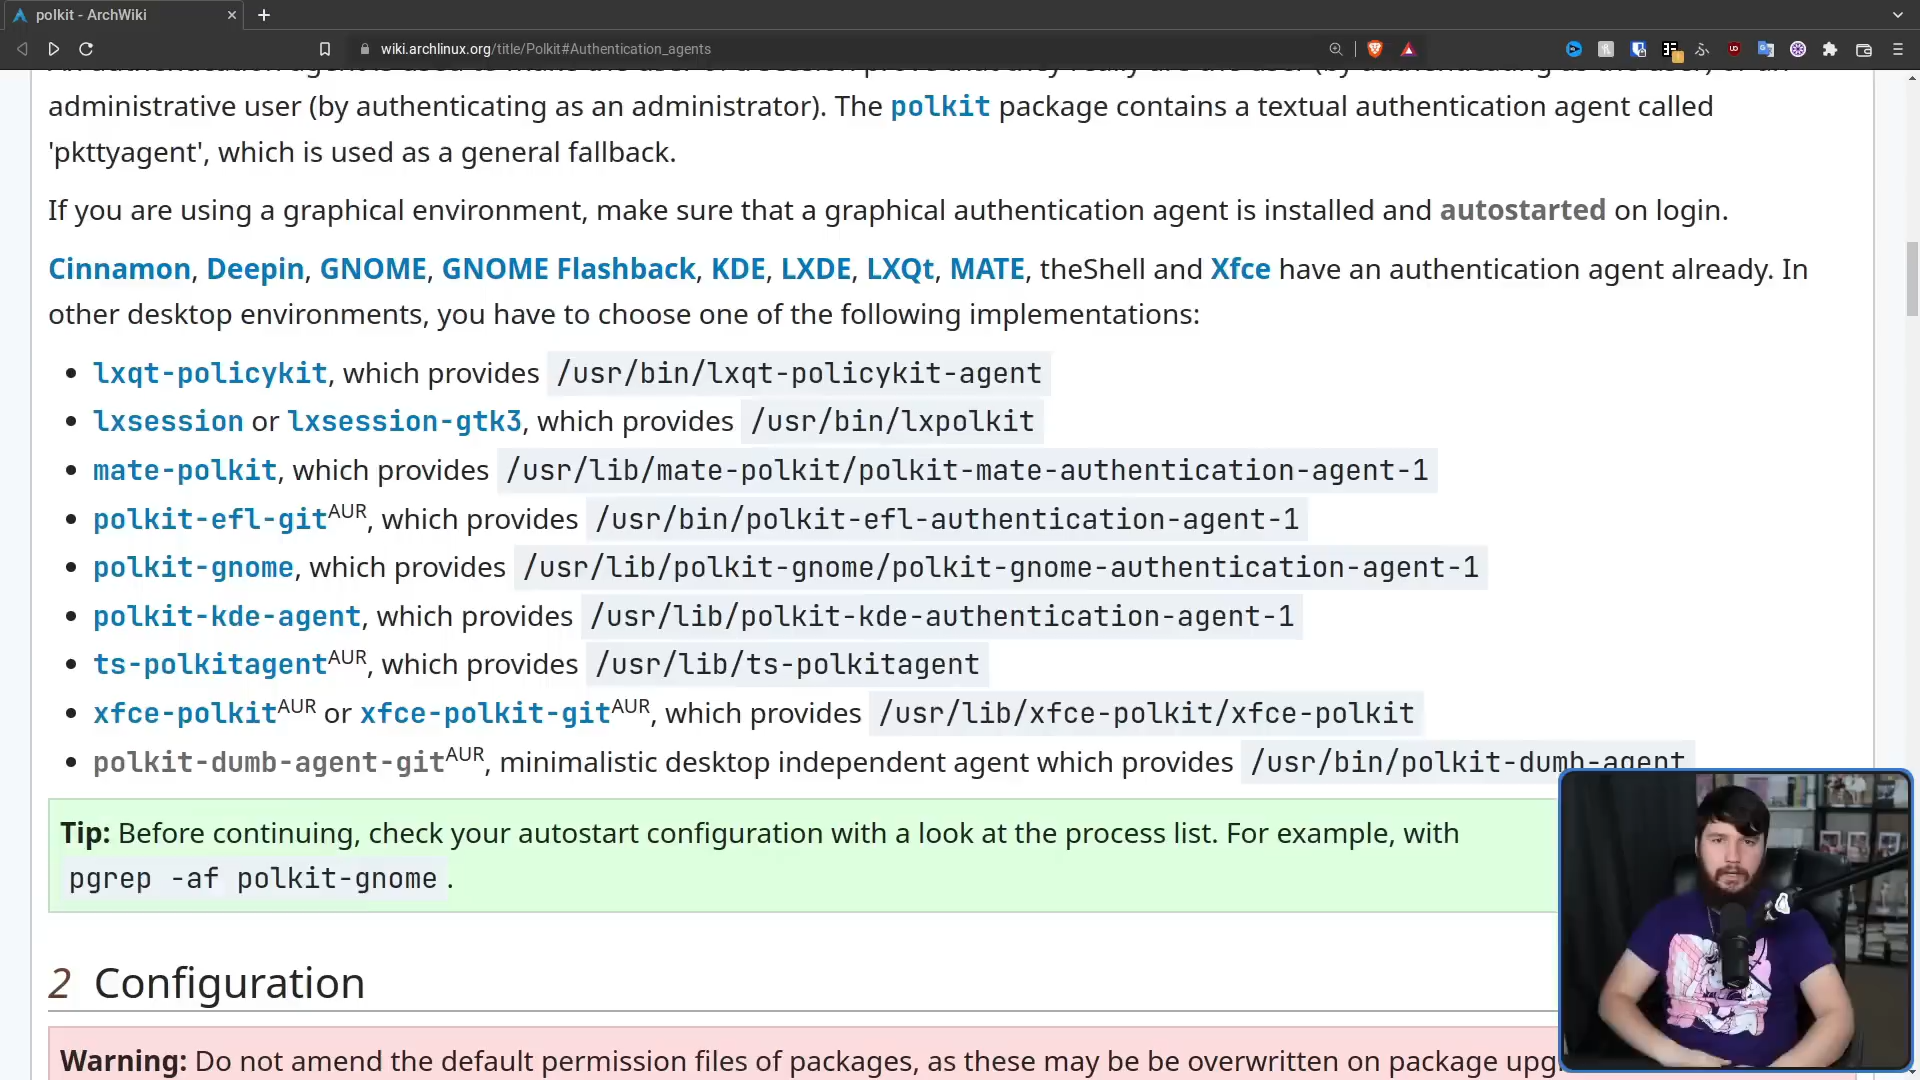 polkit - ArchWiki
wiki.archlinux.org/title/Polkit#Authentication_agents
administrative user (by authenticating as an administrator). The polkit package contains a textual authentication agent called
'pkttyagent', which is used as a general fallback.
If you are using a graphical environment, make sure that a graphical authentication agent is installed and autostarted on login.
Cinnamon, Deepin, GNOME, GNOME Flashback, KDE, LXDE, LXQt, MATE, theShell and Xfce have an authentication agent already. In
other desktop environments, you have to choose one of the following implementations:
• lxqt-policykit, which provides /usr/bin/lxqt-policykit-agent
• lxsession or lxsession-gtk3, which provides /usr/bin/lxpolkit
• mate-polkit, which provides /usr/lib/mate-polkit/polkit-mate-authentication-agent-1
• polkit-efl-gitAUR, which provides /usr/bin/polkit-efl-authentication-agent-1
• polkit-gnome, which provides /usr/lib/polkit-gnome/polkit-gnome-authentication-agent-1
• polkit-kde-agent, which provides /usr/lib/polkit-kde-authentication-agent-1
• ts-polkitagentAUR, which provides /usr/lib/ts-polkitagent
• xfce-polkitAUR or xfce-polkit-gitAUR, which provides /usr/lib/xfce-polkit/xfce-polkit
• polkit-dumb-agent-gitAUR, minimalistic desktop independent agent which provides /usr/bin/polkit-dumb-agent
Tip: Before continuing, check your autostart configuration with a look at the process list. For example, with
pgrep -af polkit-gnome.
2 Configuration
Warning: Do not amend the default permission files of packages, as these may be be overwritten on package upg